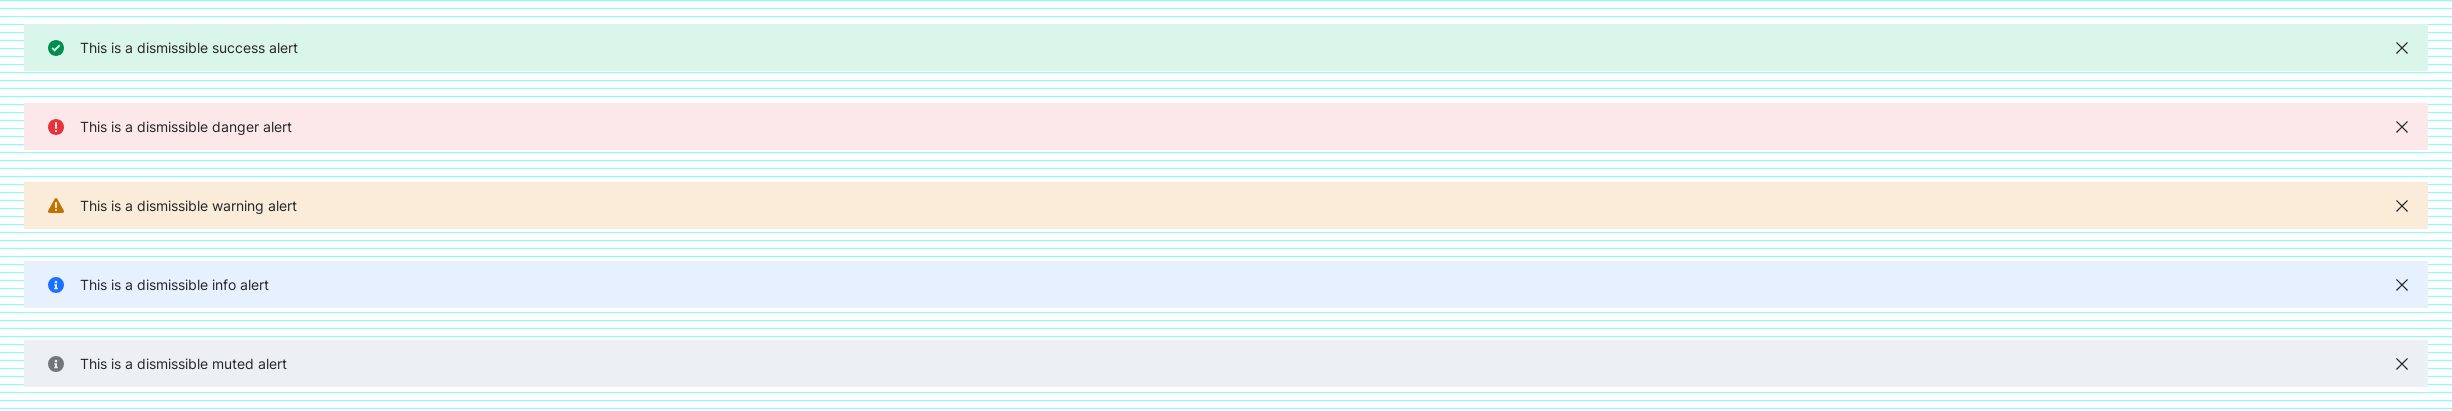 This is a dismissible success alert
This is a dismissible danger alert
This is a dismissible warning alert
This is a dismissible info alert
This is a dismissible muted alert